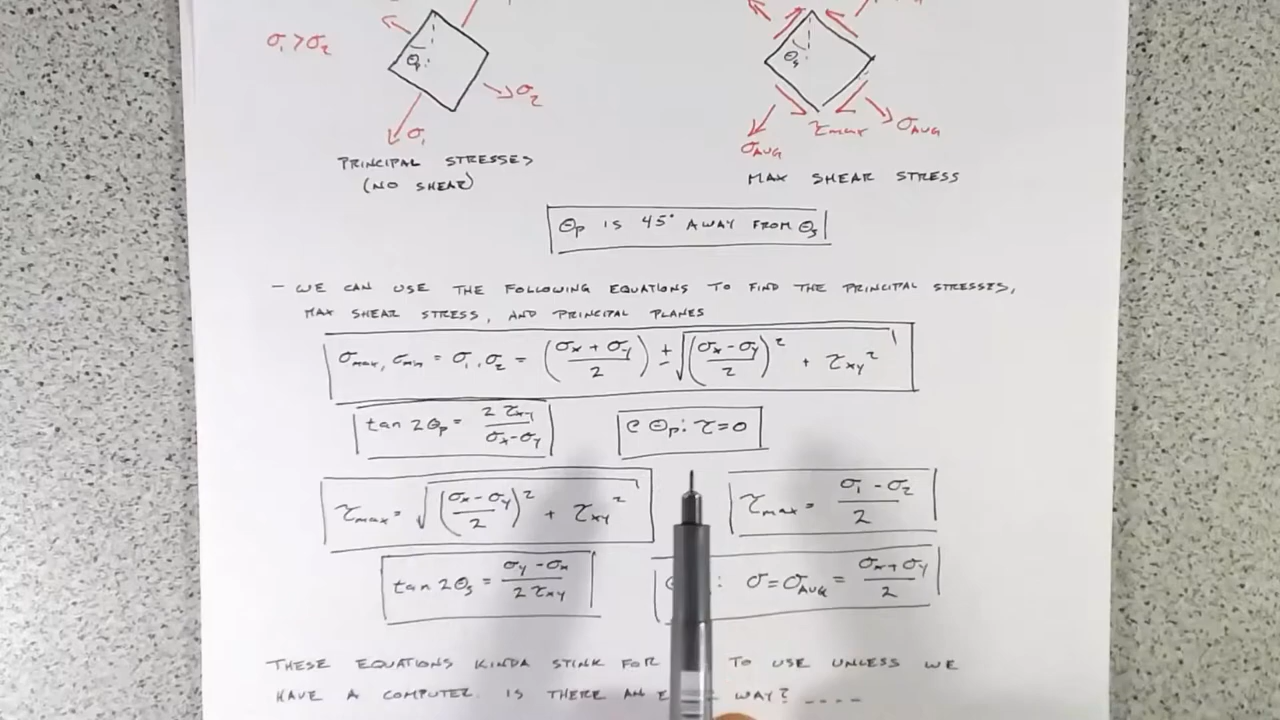 σ₁ > σ₂
θₚ
σ₂
σ₁
PRINCIPAL STRESSES
(NO SHEAR)
θₛ
τmax
σAVG
σAVG
MAX SHEAR STRESS
θₚ IS 45° AWAY FROM θₛ
- WE CAN USE THE FOLLOWING EQUATIONS TO FIND THE PRINCIPAL STRESSES,
MAX SHEAR STRESS, AND PRINCIPAL PLANES
σmax, σmin = σ₁, σ₂ = ((σx + σy)/2) ± √(((σx - σy)/2)² + τxy²)
tan 2θₚ = 2τxy/(σx - σy)
@ θₚ: τ = 0
τmax = √(((σx - σy)/2)² + τxy²)
τmax = (σ₁ - σ₂)/2
tan 2θₛ = (σy - σx)/(2τxy)
: σ = σAVG = (σx + σy)/2
THESE EQUATIONS KINDA STINK FOR TO USE UNLESS WE
HAVE A COMPUTER. IS THERE AN WAY? ----